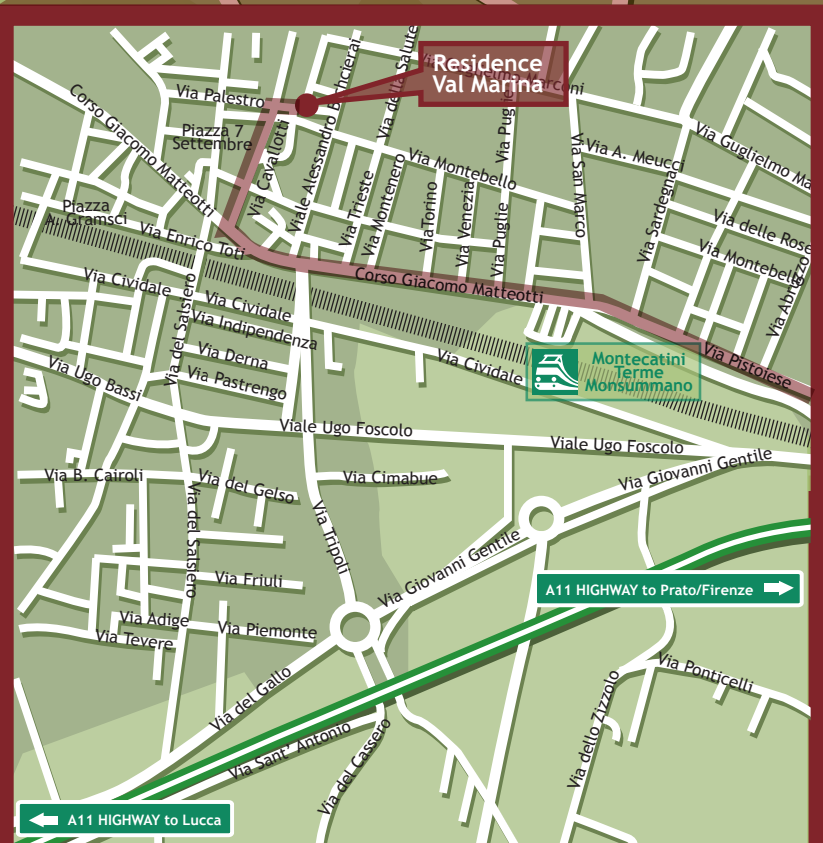 Residence
Val Marina
Via Palestro
Corso Giacomo Matteotti
Piazza 7
Settembre
Via Cavallotti
Viale Alessandro
Via della Salute
Via Puglie
Via San Marco
Via A. Meucci
Via Guglielmo Ma
Via Montebello
Via Trieste
Via Montenero
Via Torino
Via Venezia
Via Puglie
Via Sardegna
Via delle Rose
Via Montebello
Via Abruzzo
Piazza
A. Gramsci
Via Enrico Toti
Corso Giacomo Matteotti
Via Cividale
Via Cividale
Via Indipendenza
Via del Salsiero
Via Derna
Via Pastrengo
Via Ugo Bassi
Via Cividale
Montecatini
Terme
Monsummano
Via Pistoiese
Viale Ugo Foscolo
Viale Ugo Foscolo
Via Giovanni Gentile
Via B. Cairoli
Via del Gelso
Via Cimabue
Via del Salsiero
Via Tripoli
Via Giovanni Gentile
Via Friuli
A11 HIGHWAY to Prato/Firenze
Via Adige
Via Tevere
Via Piemonte
Via del Gallo
Via Ponticelli
Via dello Zizzolo
Via Sant' Antonio
Via del Cassero
A11 HIGHWAY to Lucca